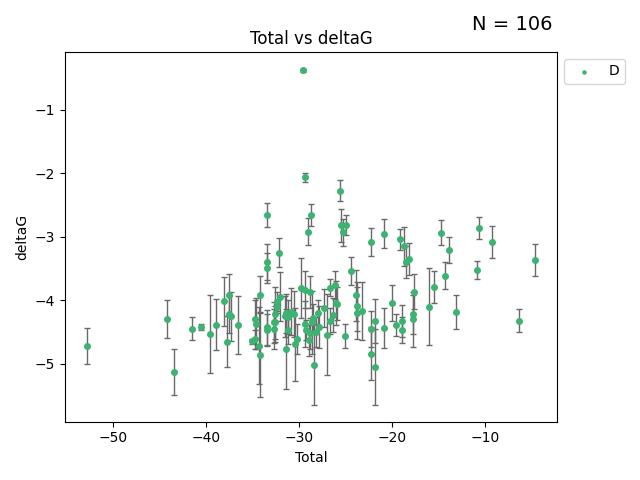 N = 106
Total vs deltaG
D
−1
−2
−3
−4
−5
deltaG
−50 −40 −30 −20 −10
Total